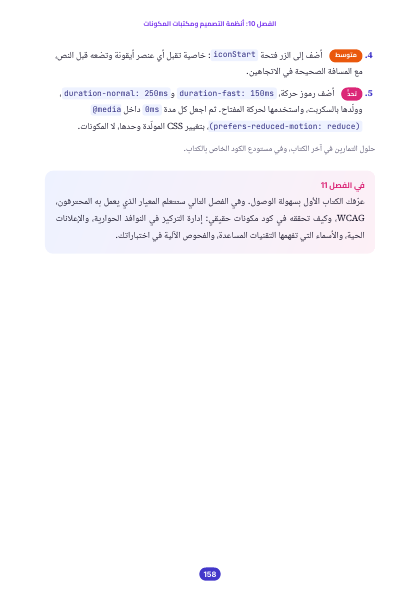 الفصل 10: أنظمة التصميم ومكتبات المكونات
4. متوسط أضف إلى الزر فتحة iconStart: خاصية تقبل أي عنصر أيقونة وتضعه قبل النص،
مع المسافة الصحيحة في الاتجاهين.
5. تحدٍّ أضف رموز حركة، duration-fast: 150ms و duration-normal: 250ms،
وولّدها بالسكربت، واستخدمها لحركة المفتاح. ثم اجعل كل مدة 0ms داخل @media
(prefers-reduced-motion: reduce)، بتغيير CSS المولّدة وحدها، لا المكونات.
حلول التمارين في آخر الكتاب، وفي مستودع الكود الخاص بالكتاب.
في الفصل 11
عرّفك الكتاب الأول بسهولة الوصول. وفي الفصل التالي ستتعلم المعيار الذي يعمل به المحترفون،
WCAG، وكيف تحققه في كود مكونات حقيقي: إدارة التركيز في النوافذ الحوارية، والإعلانات
الحية، والأسماء التي تفهمها التقنيات المساعدة، والفحوص الآلية في اختباراتك.
158